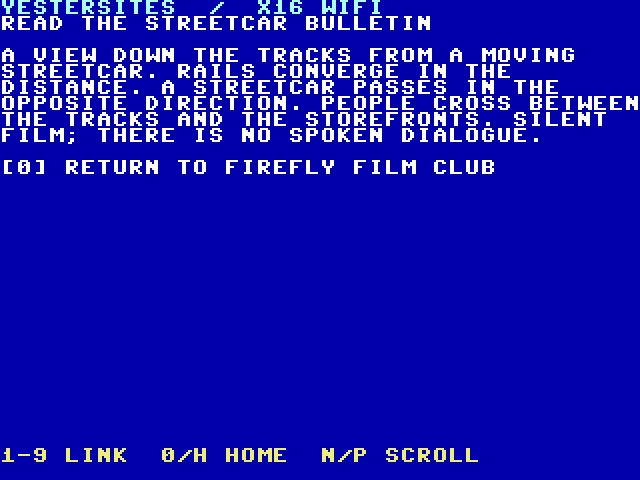 YESTERSITES / X16 WIFI
READ THE STREETCAR BULLETIN
A VIEW DOWN THE TRACKS FROM A MOVING
STREETCAR. RAILS CONVERGE IN THE
DISTANCE. A STREETCAR PASSES IN THE
OPPOSITE DIRECTION. PEOPLE CROSS BETWEEN
THE TRACKS AND THE STOREFRONTS. SILENT
FILM; THERE IS NO SPOKEN DIALOGUE.
[0] RETURN TO FIREFLY FILM CLUB
1-9 LINK 0/H HOME N/P SCROLL